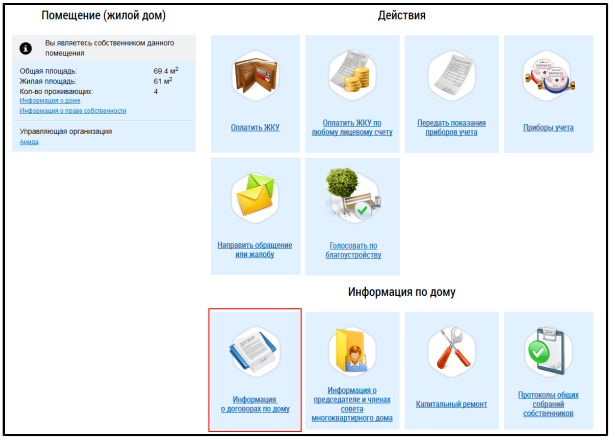 Помещение (жилой дом)
Вы являетесь собственником данного
помещения
Общая площадь: 69.4 м2
Жилая площадь: 61 м2
Кол-во проживающих: 4
Информация о доме
Информация о праве собственности
Управляющая организация
Амида
Действия
Оплатить ЖКУ
Оплатить ЖКУ по
любому лицевому счету
Передать показания
приборов учета
Приборы учета
Направить обращение
или жалобу
Голосовать по
благоустройству
Информация по дому
Информация
о договорах по дому
Информация о
председателе и членах
совета
многоквартирного дома
Капитальный ремонт
Протоколы общих
собраний
собственников